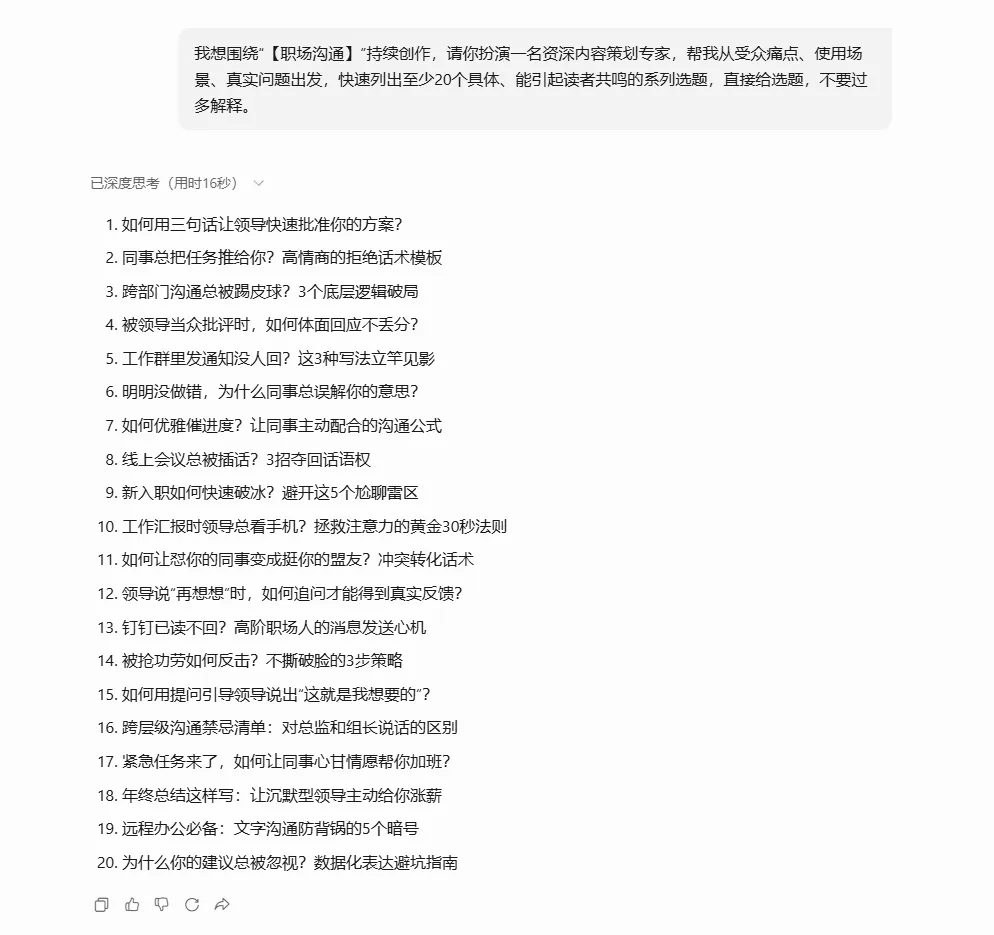 我想围绕“【职场沟通】”持续创作，请你扮演一名资深内容策划专家，帮我从受众痛点、使用场
景、真实问题出发，快速列出至少20个具体、能引起读者共鸣的系列选题，直接给选题，不要过
多解释。
已深度思考（用时16秒）
1. 如何用三句话让领导快速批准你的方案？
2. 同事总把任务推给你？高情商的拒绝话术模板
3. 跨部门沟通总被踢皮球？3个底层逻辑破局
4. 被领导当众批评时，如何体面回应不丢分？
5. 工作群里发通知没人回？这3种写法立竿见影
6. 明明没做错，为什么同事总误解你的意思？
7. 如何优雅催进度？让同事主动配合的沟通公式
8. 线上会议总被插话？3招夺回话语权
9. 新入职如何快速破冰？避开这5个尬聊雷区
10. 工作汇报时领导总看手机？拯救注意力的黄金30秒法则
11. 如何让怼你的同事变成挺你的盟友？冲突转化话术
12. 领导说“再想想”时，如何追问才能得到真实反馈？
13. 钉钉已读不回？高阶职场人的消息发送心机
14. 被抢功劳如何反击？不撕破脸的3步策略
15. 如何用提问引导领导说出“这就是我想要的”？
16. 跨层级沟通禁忌清单：对总监和组长说话的区别
17. 紧急任务来了，如何让同事心甘情愿帮你加班？
18. 年终总结这样写：让沉默型领导主动给你涨薪
19. 远程办公必备：文字沟通防背锅的5个暗号
20. 为什么你的建议总被忽视？数据化表达避坑指南